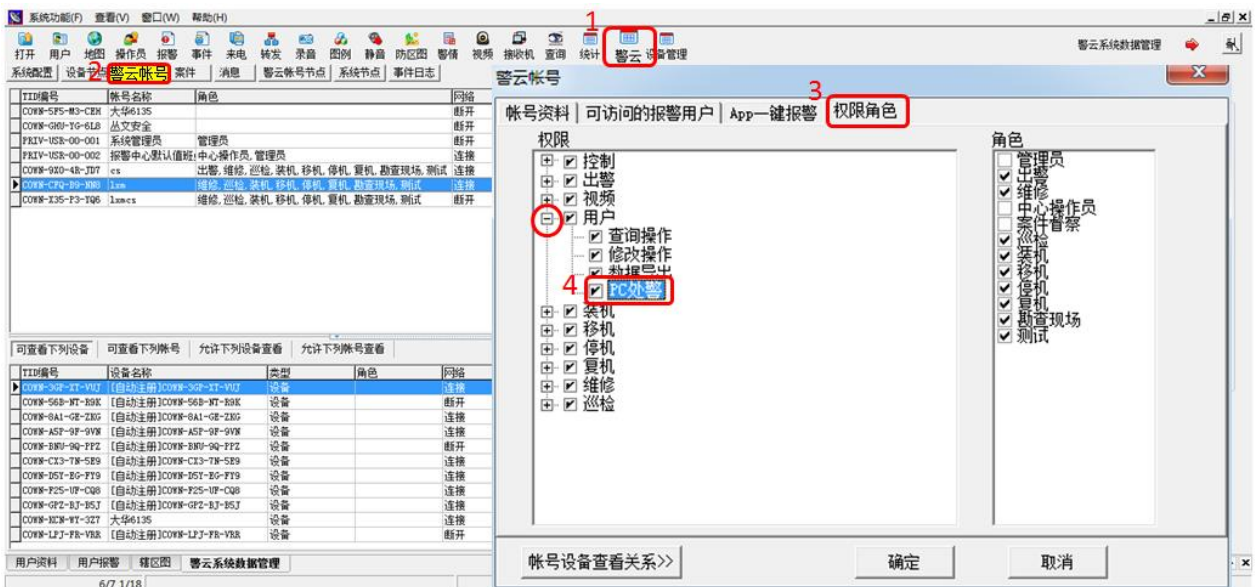 系统功能(F) 查看(V) 窗口(W) 帮助(H)
打开 用户 地图 操作员 报警 事件 来电 转发 录音 图例 静音 防区图 警情 视频 接收机 查询 统计 警云 设备管理
1
警云系统数据管理
系统配置 设备节点 2 警云帐号 案件 消息 警云帐号节点 系统节点 事件日志
TID编号 帐号名称 角色 网络
COWN-5F5-M3-CEH 大华6135 断开
COWN-GHU-YG-6L8 丛文安全 断开
PRIV-USR-00-001 系统管理员 管理员 断开
PRIV-USR-00-002 报警中心默认值班 中心操作员,管理员 连接
COWN-9X0-4R-JD7 cs 出警,维修,巡检,装机,移机,停机,复机,勘查现场,测试 连接
COWN-CFQ-B9-NN8 lxm 维修,巡检,装机,移机,停机,复机,勘查现场,测试 连接
COWN-X35-P3-YQ6 lxmcs 维修,巡检,装机,移机,停机,复机,勘查现场,测试 断开
可查看下列设备 可查看下列帐号 允许下列设备查看 允许下列帐号查看
TID编号 设备名称 类型 角色 网络
COWN-3GP-XT-VUJ [自动注册]COWN-3GP-XT-VUJ 设备 连接
COWN-56B-NT-R9K [自动注册]COWN-56B-NT-R9K 设备 断开
COWN-8A1-GE-ZKG [自动注册]COWN-8A1-GE-ZKG 设备 连接
COWN-A5P-9F-9VN [自动注册]COWN-A5P-9F-9VN 设备 连接
COWN-BNU-9Q-PPZ [自动注册]COWN-BNU-9Q-PPZ 设备 断开
COWN-CX3-7N-5E9 [自动注册]COWN-CX3-7N-5E9 设备 连接
COWN-D5Y-EG-FY9 [自动注册]COWN-D5Y-EG-FY9 设备 连接
COWN-F25-UF-CQ8 [自动注册]COWN-F25-UF-CQ8 设备 连接
COWN-GPZ-BJ-B5J [自动注册]COWN-GPZ-BJ-B5J 设备 连接
COWN-KCN-WY-3Z7 大华6135 设备 断开
COWN-LPJ-FR-VRR [自动注册]COWN-LPJ-FR-VRR 设备 断开
用户资料 用户报警 辖区图 警云系统数据管理
6/7 1/18
警云帐号
X
3
帐号资料 可访问的报警用户 App一键报警 权限角色
权限
控制
出警
视频
用户
查询操作
修改操作
数据导出
4 PC处警
装机
移机
停机
复机
维修
巡检
角色
管理员
出警
维修
中心操作员
案件督察
巡检
装机
移机
停机
复机
勘查现场
测试
帐号设备查看关系>> 确定 取消